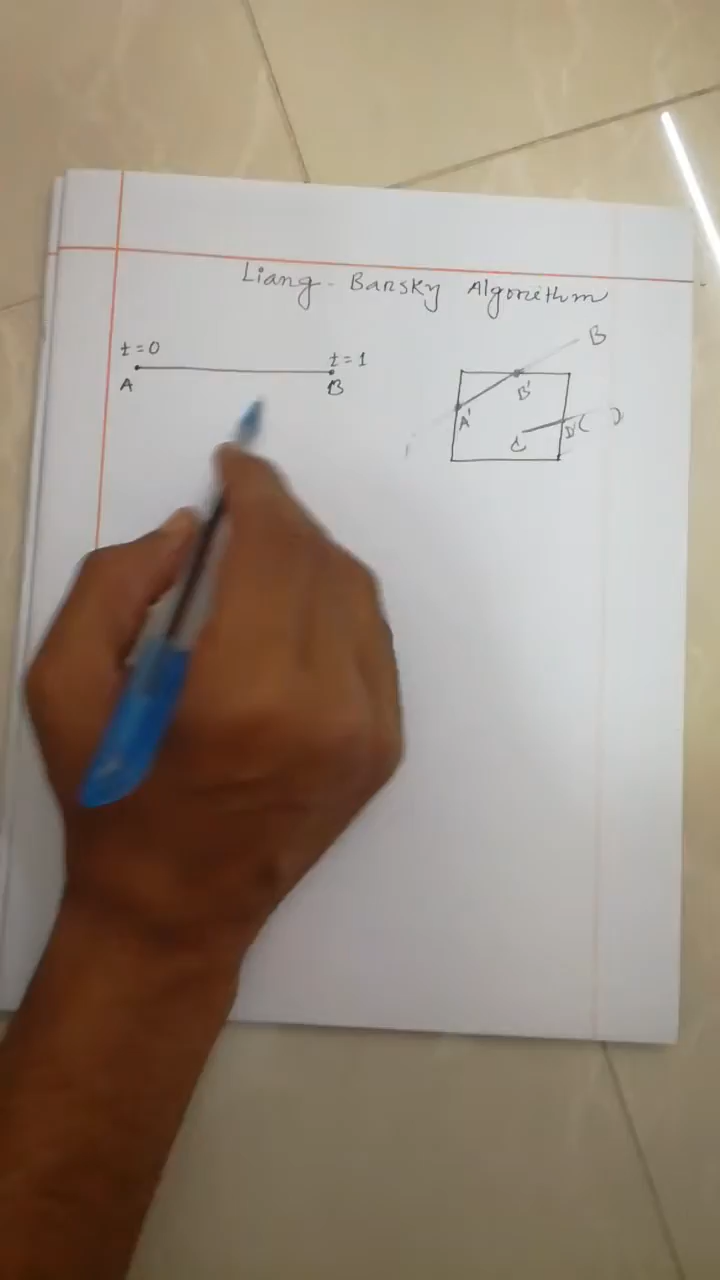 Liang - Barsky Algorithm
t = 0
t = 1
A
B
B
B'
A'
D'
C